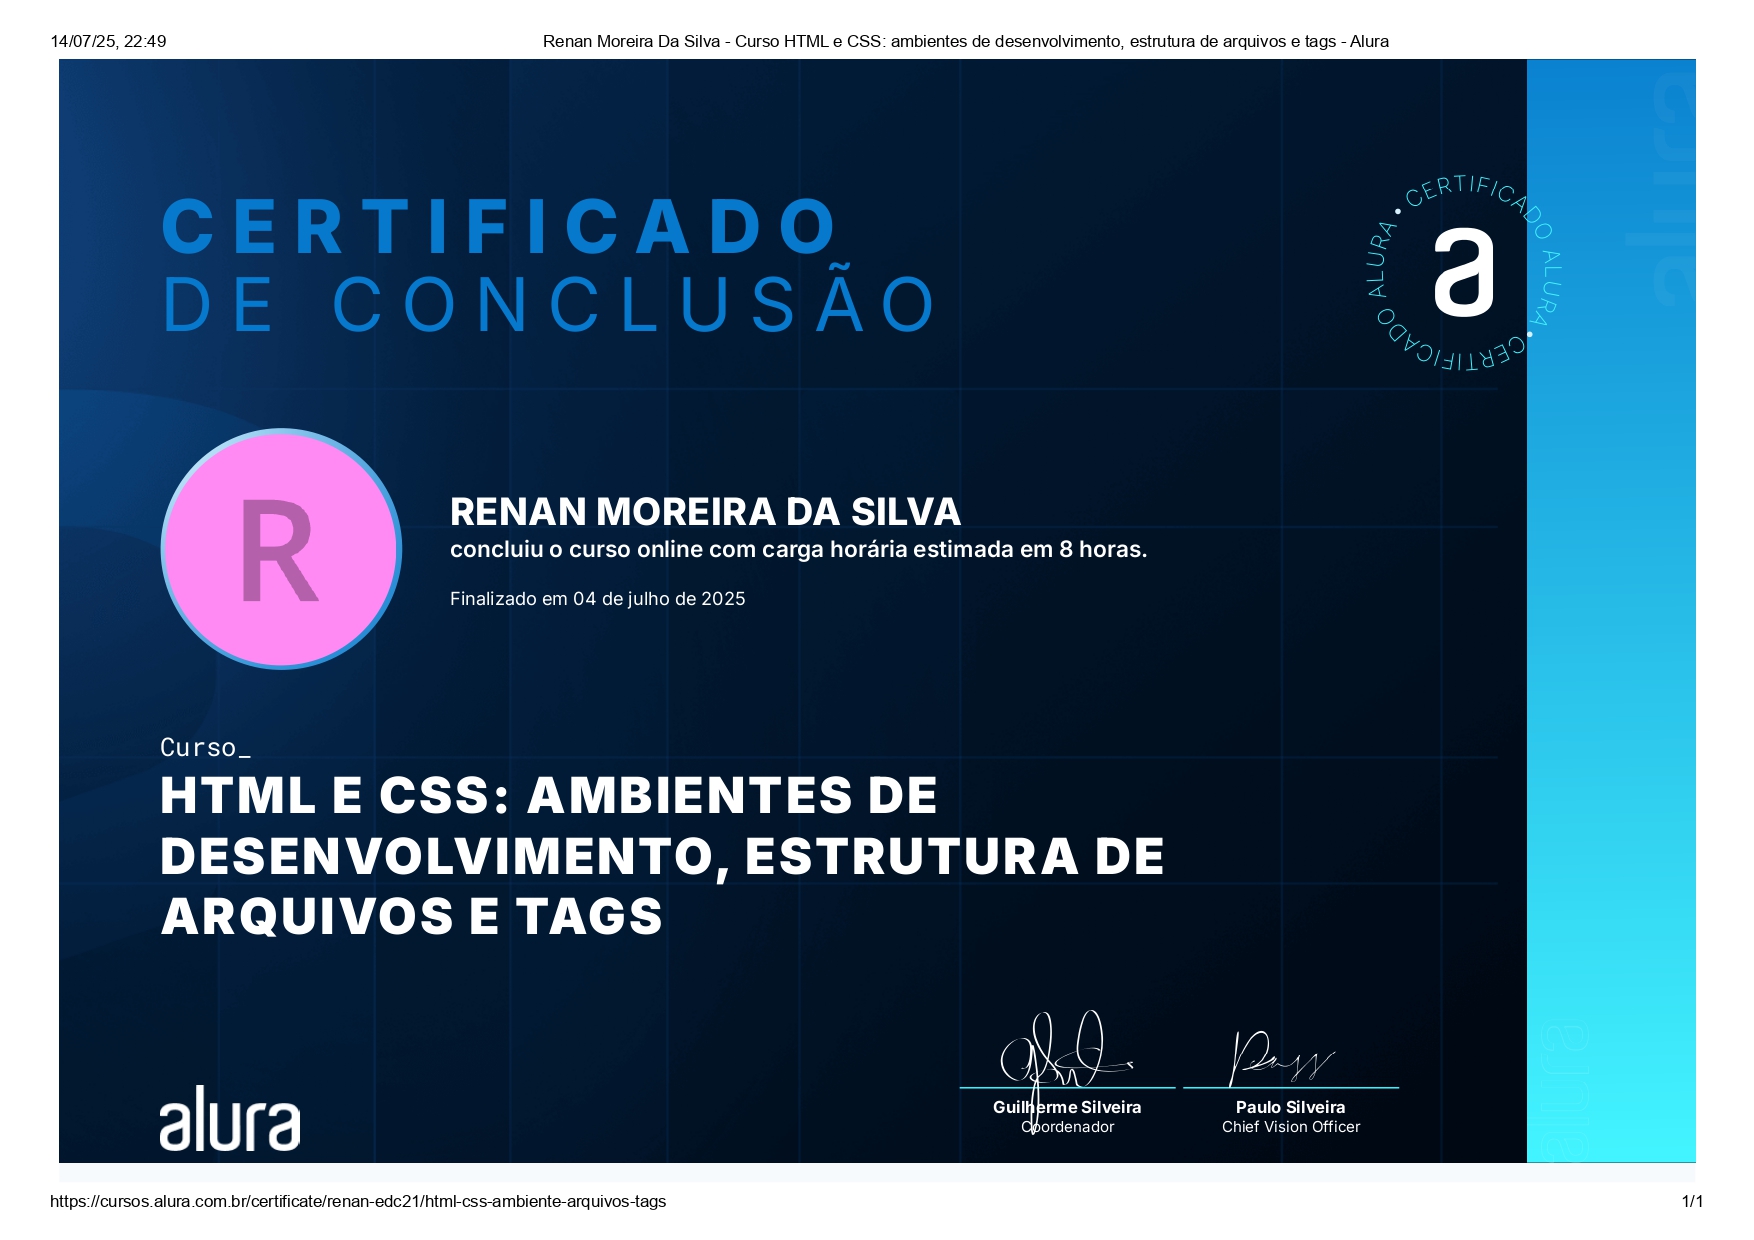 14/07/25, 22:49
Renan Moreira Da Silva - Curso HTML e CSS: ambientes de desenvolvimento, estrutura de arquivos e tags - Alura
CERTIFICADO
DE CONCLUSÃO
CERTIFICADO ALURA • CERTIFICADO ALURA •
a
alura
R
RENAN MOREIRA DA SILVA
concluiu o curso online com carga horária estimada em 8 horas.
Finalizado em 04 de julho de 2025
Curso_
HTML E CSS: AMBIENTES DE
DESENVOLVIMENTO, ESTRUTURA DE
ARQUIVOS E TAGS
Guilherme Silveira
Coordenador
Paulo Silveira
Chief Vision Officer
alura
alura
https://cursos.alura.com.br/certificate/renan-edc21/html-css-ambiente-arquivos-tags
1/1